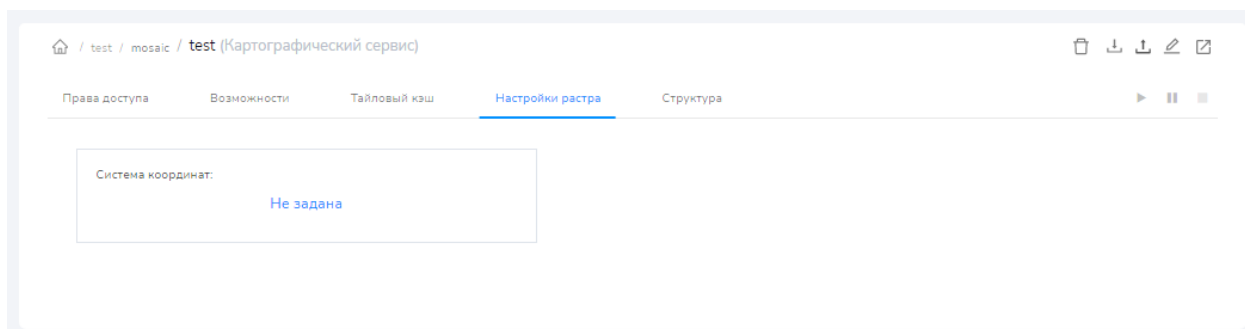 / test / mosaic / test (Картографический сервис)
Права доступа Возможности Тайловый кэш Настройки растра Структура
Система координат:
Не задана